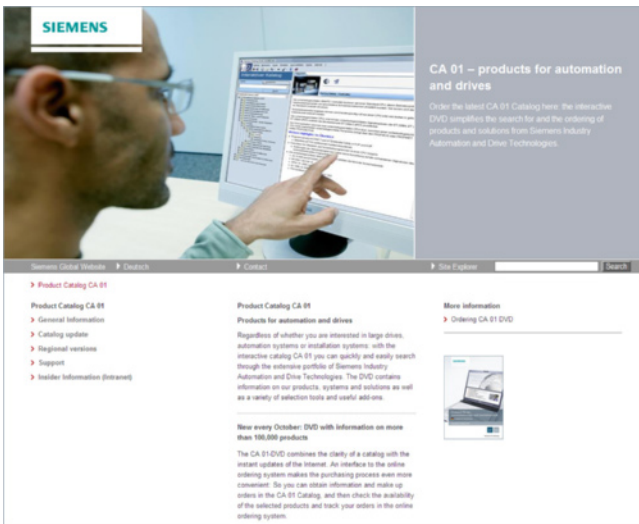 SIEMENS
CA 01 – products for automation
and drives
Order the latest CA 01 Catalog here: the interactive
DVD simplifies the search for and the ordering of
products and solutions from Siemens Industry
Automation and Drive Technologies.
Siemens Global Website
Deutsch
Contact
Site Explorer
Search
Product Catalog CA 01
Product Catalog CA 01
General Information
Catalog update
Regional versions
Support
Insider Information (Intranet)
Product Catalog CA 01
Products for automation and drives
Regardless of whether you are interested in large drives,
automation systems or installation systems: with the
interactive catalog CA 01 you can quickly and easily search
through the extensive portfolio of Siemens Industry
Automation and Drive Technologies. The DVD contains
information on our products, systems and solutions as well
as a variety of selection tools and useful add-ons.
New every October: DVD with information on more
than 100,000 products
The CA 01-DVD combines the clarity of a catalog with the
instant updates of the Internet. An interface to the online
ordering system makes the purchasing process even more
convenient. So you can obtain information and make up
orders in the CA 01 Catalog, and then check the availability
of the selected products and track your orders in the online
ordering system.
More information
Ordering CA 01 DVD
SIEMENS